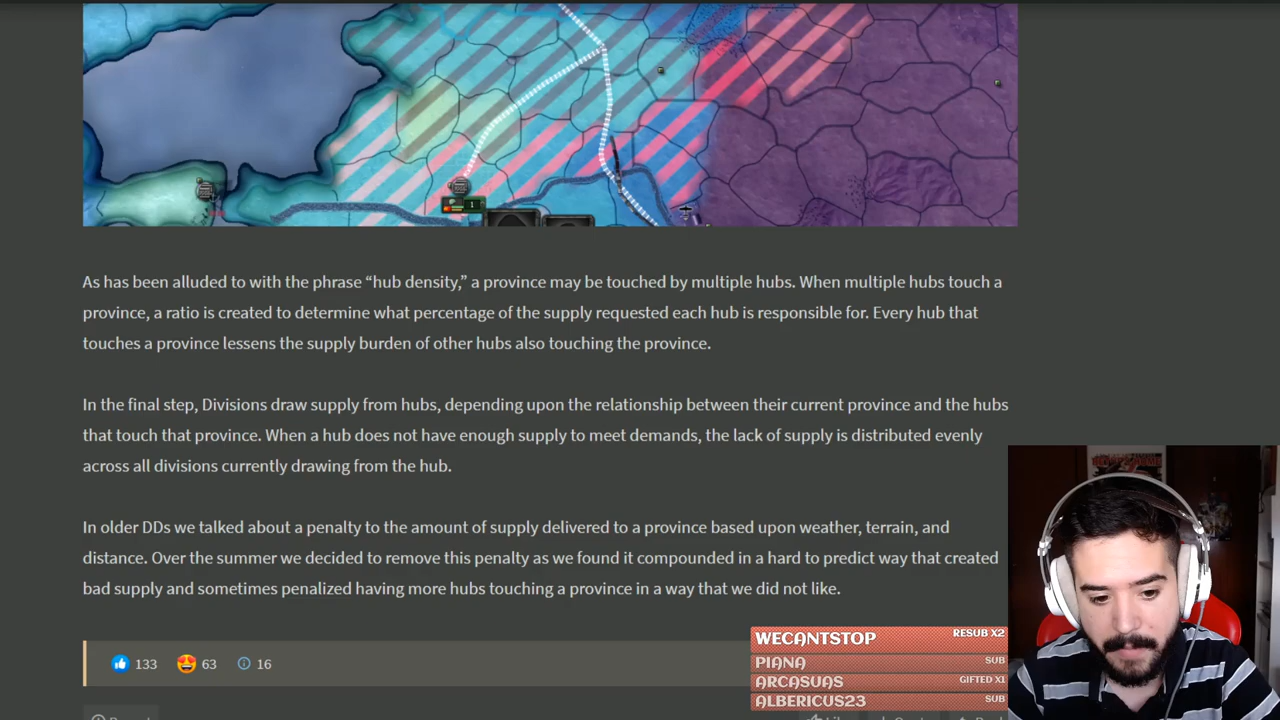 1
As has been alluded to with the phrase “hub density,” a province may be touched by multiple hubs. When multiple hubs touch a
province, a ratio is created to determine what percentage of the supply requested each hub is responsible for. Every hub that
touches a province lessens the supply burden of other hubs also touching the province.
In the final step, Divisions draw supply from hubs, depending upon the relationship between their current province and the hubs
that touch that province. When a hub does not have enough supply to meet demands, the lack of supply is distributed evenly
across all divisions currently drawing from the hub.
In older DDs we talked about a penalty to the amount of supply delivered to a province based upon weather, terrain, and
distance. Over the summer we decided to remove this penalty as we found it compounded in a hard to predict way that created
bad supply and sometimes penalized having more hubs touching a province in a way that we did not like.
133 63 16
WECANTSTOP RESUB X2
PIANA SUB
ARCASUAS GIFTED X1
ALBERICUS23 SUB